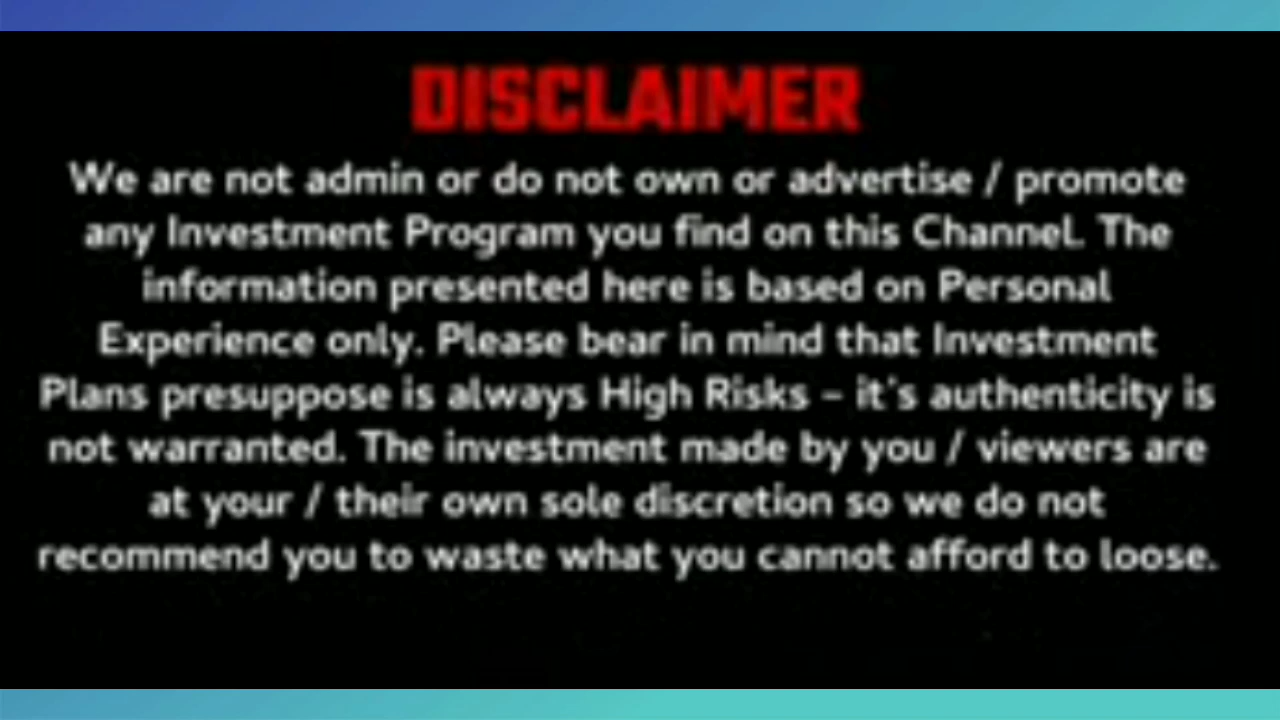 DISCLAIMER
We are not admin or do not own or advertise / promote
any Investment Program you find on this Channel. The
information presented here is based on Personal
Experience only. Please bear in mind that Investment
Plans presuppose is always High Risks – it's authenticity is
not warranted. The investment made by you / viewers are
at your / their own sole discretion so we do not
recommend you to waste what you cannot afford to loose.